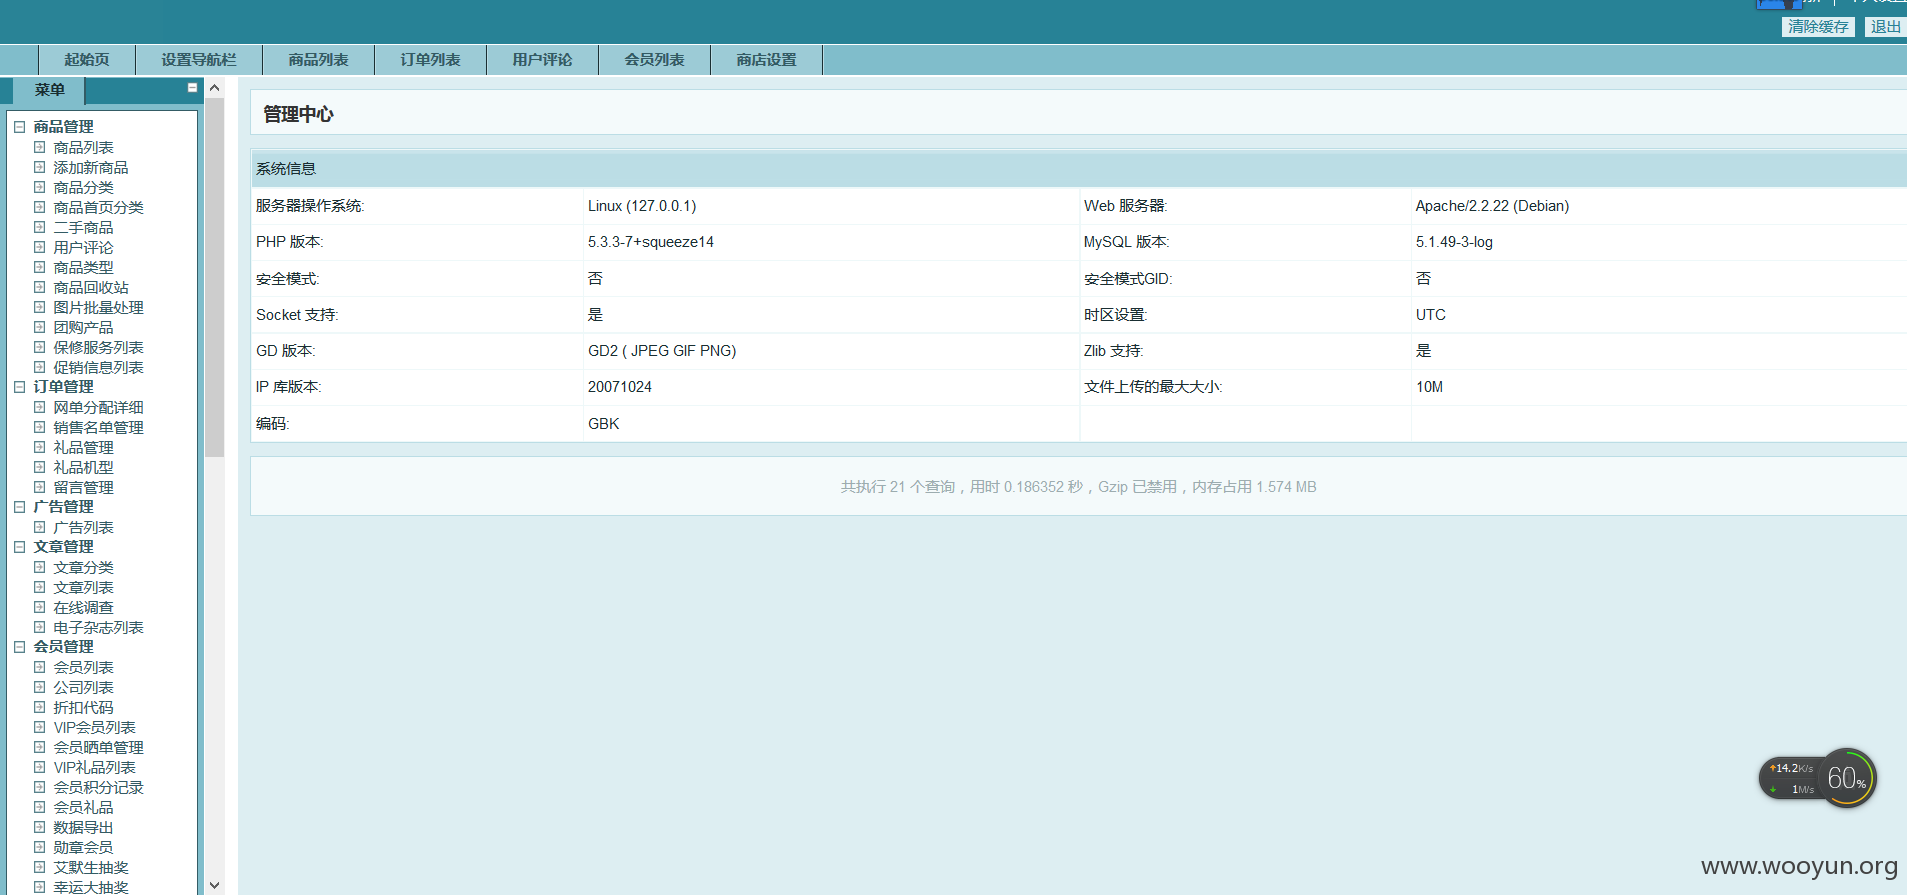 清除缓存 退出
起始页 设置导航栏 商品列表 订单列表 用户评论 会员列表 商店设置
菜单
商品管理
商品列表
添加新商品
商品分类
商品首页分类
二手商品
用户评论
商品类型
商品回收站
图片批量处理
团购产品
保修服务列表
促销信息列表
订单管理
网单分配详细
销售名单管理
礼品管理
礼品机型
留言管理
广告管理
广告列表
文章管理
文章分类
文章列表
在线调查
电子杂志列表
会员管理
会员列表
公司列表
折扣代码
VIP会员列表
会员晒单管理
VIP礼品列表
会员积分记录
会员礼品
数据导出
勋章会员
艾默生抽奖
幸运大抽奖
管理中心
系统信息
服务器操作系统: Linux (127.0.0.1) Web 服务器: Apache/2.2.22 (Debian)
PHP 版本: 5.3.3-7+squeeze14 MySQL 版本: 5.1.49-3-log
安全模式: 否 安全模式GID: 否
Socket 支持: 是 时区设置: UTC
GD 版本: GD2 ( JPEG GIF PNG) Zlib 支持: 是
IP 库版本: 20071024 文件上传的最大大小: 10M
编码: GBK
共执行 21 个查询，用时 0.186352 秒，Gzip 已禁用，内存占用 1.574 MB
14.2K/s
1M/s
60%
www.wooyun.org